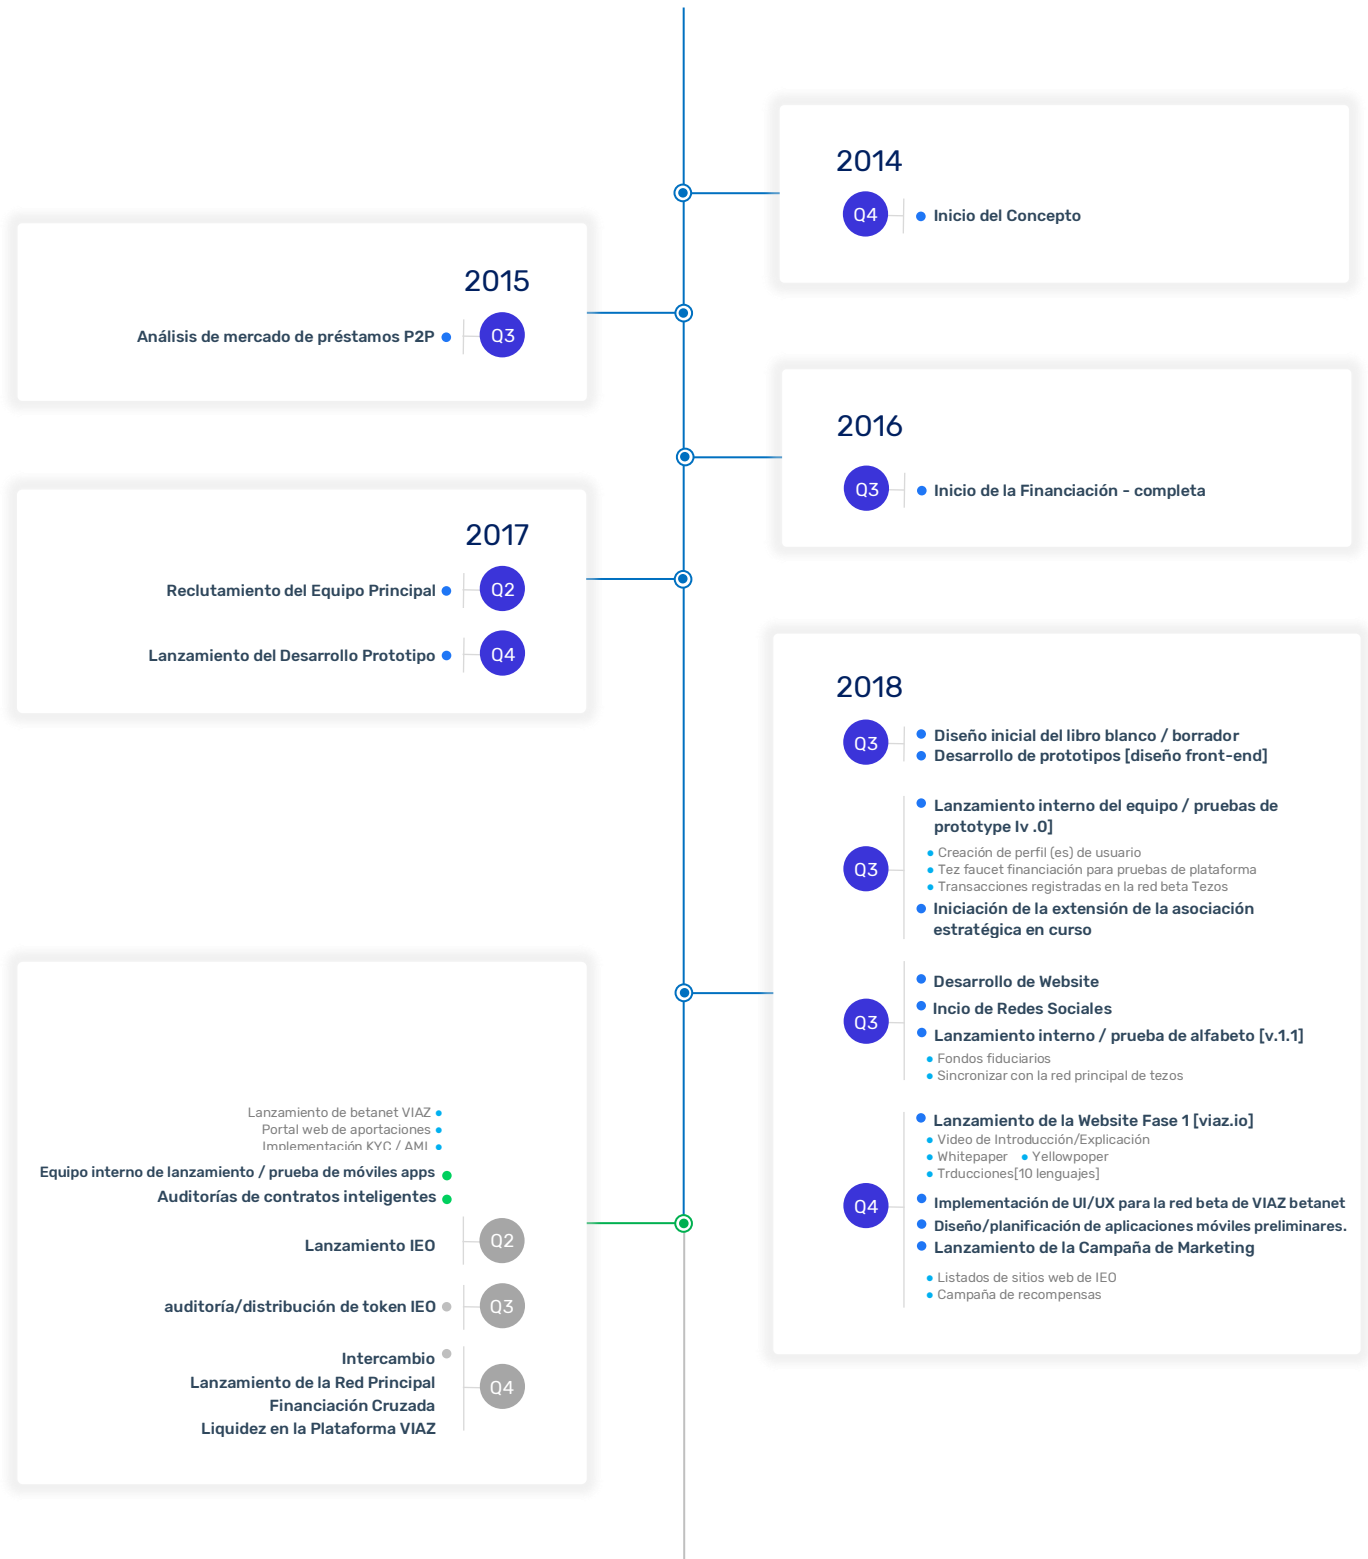 2014
Q4
Inicio del Concepto
2015
Análisis de mercado de préstamos P2P
Q3
2016
Q3
Inicio de la Financiación - completa
2017
Reclutamiento del Equipo Principal
Q2
Lanzamiento del Desarrollo Prototipo
Q4
2018
Q3
Diseño inicial del libro blanco / borrador
Desarrollo de prototipos [diseño front-end]
Q3
Lanzamiento interno del equipo / pruebas de
prototype lv .0]
Creación de perfil (es) de usuario
Tez faucet financiación para pruebas de plataforma
Transacciones registradas en la red beta Tezos
Iniciación de la extensión de la asociación
estratégica en curso
Q3
Desarrollo de Website
Incio de Redes Sociales
Lanzamiento interno / prueba de alfabeto [v.1.1]
Fondos fiduciarios
Sincronizar con la red principal de tezos
Q4
Lanzamiento de la Website Fase 1 [viaz.io]
Video de Introducción/Explicación
Whitepaper Yellowpoper
Trducciones[10 lenguajes]
Implementación de UI/UX para la red beta de VIAZ betanet
Diseño/planificación de aplicaciones móviles preliminares.
Lanzamiento de la Campaña de Marketing
Listados de sitios web de IEO
Campaña de recompensas
Lanzamiento de betanet VIAZ
Portal web de aportaciones
Implementación KYC / AML
Equipo interno de lanzamiento / prueba de móviles apps
Auditorías de contratos inteligentes
Lanzamiento IEO
Q2
auditoría/distribución de token IEO
Q3
Intercambio
Lanzamiento de la Red Principal
Financiación Cruzada
Liquidez en la Plataforma VIAZ
Q4